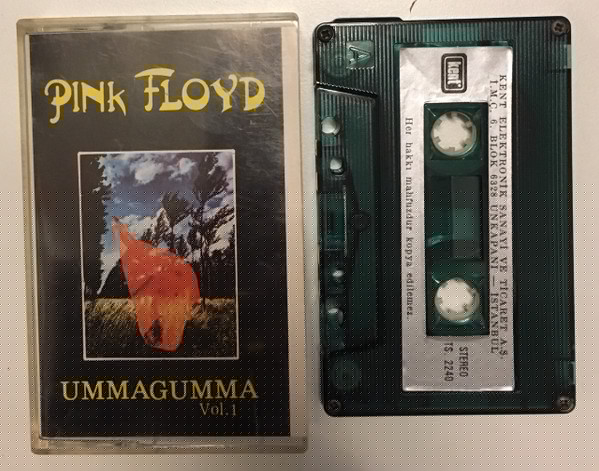 PINK FLOYD
UMMAGUMMA
Vol.1
A
kent
KENT ELEKTRONİK SANAYİ VE TİCARET A.Ş.
İ.M.C. 6. BLOK 6328 UNKAPANI — İSTANBUL
Her hakkı mahfuzdur kopya edilemez.
STEREO
TS. 2240